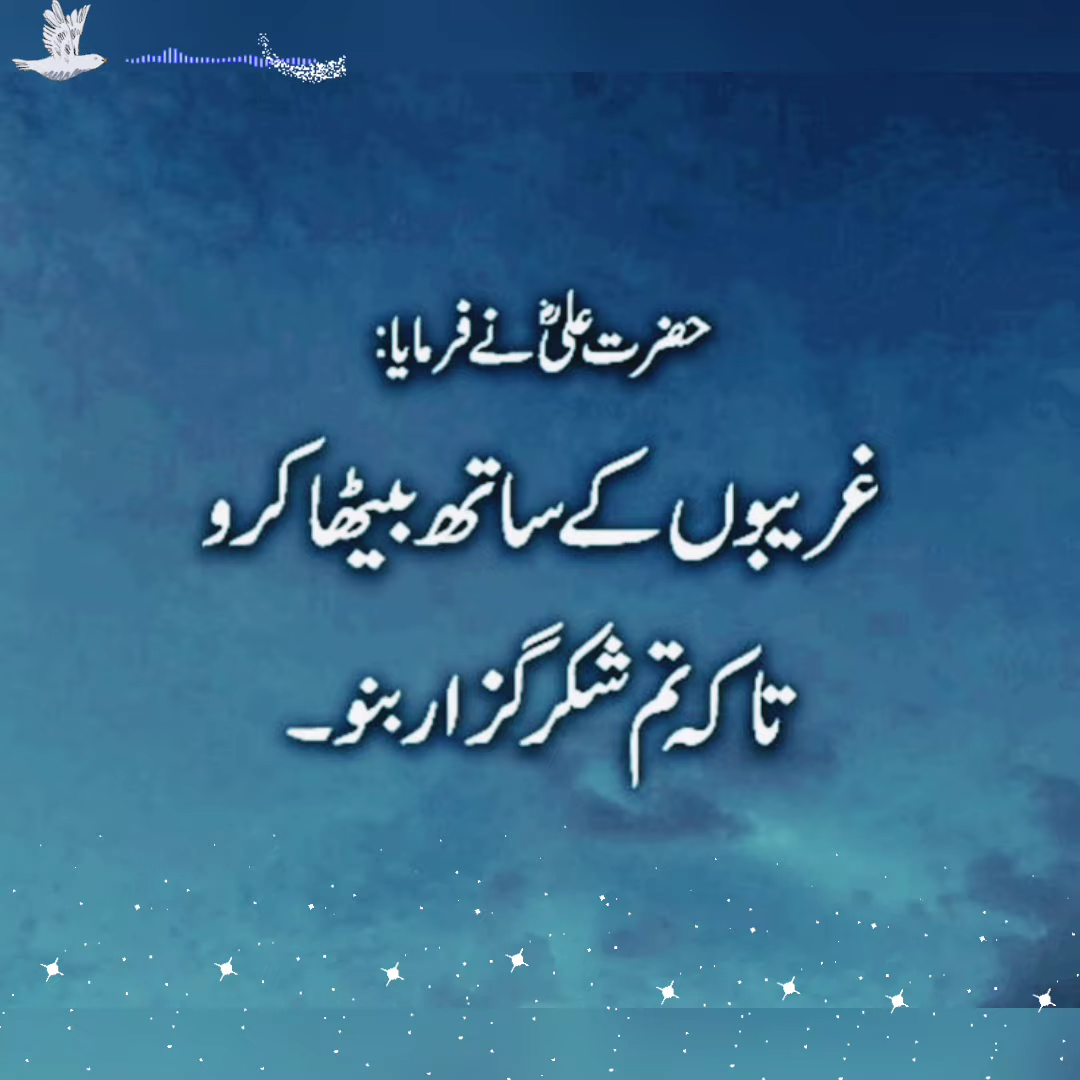 حضرت علیؓ نے فرمایا:
غریبوں کے ساتھ بیٹھا کرو
تاکہ تم شکر گزار بنو۔